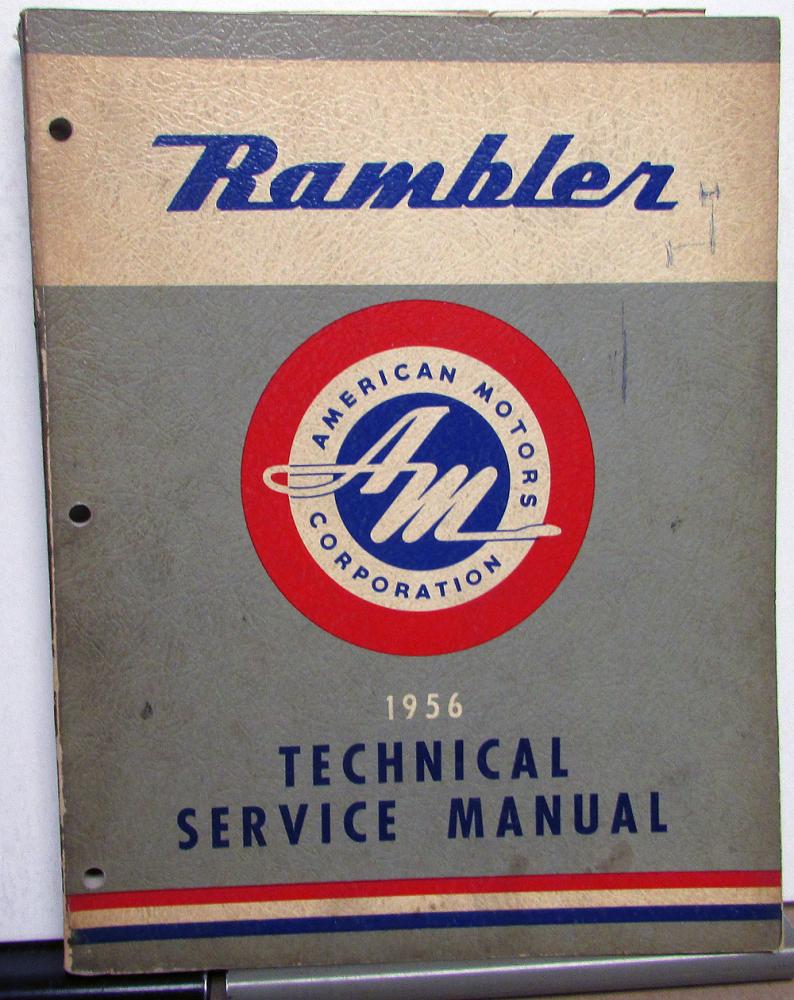 Rambler
AMERICAN MOTORS
AM
CORPORATION
1956
TECHNICAL
SERVICE MANUAL